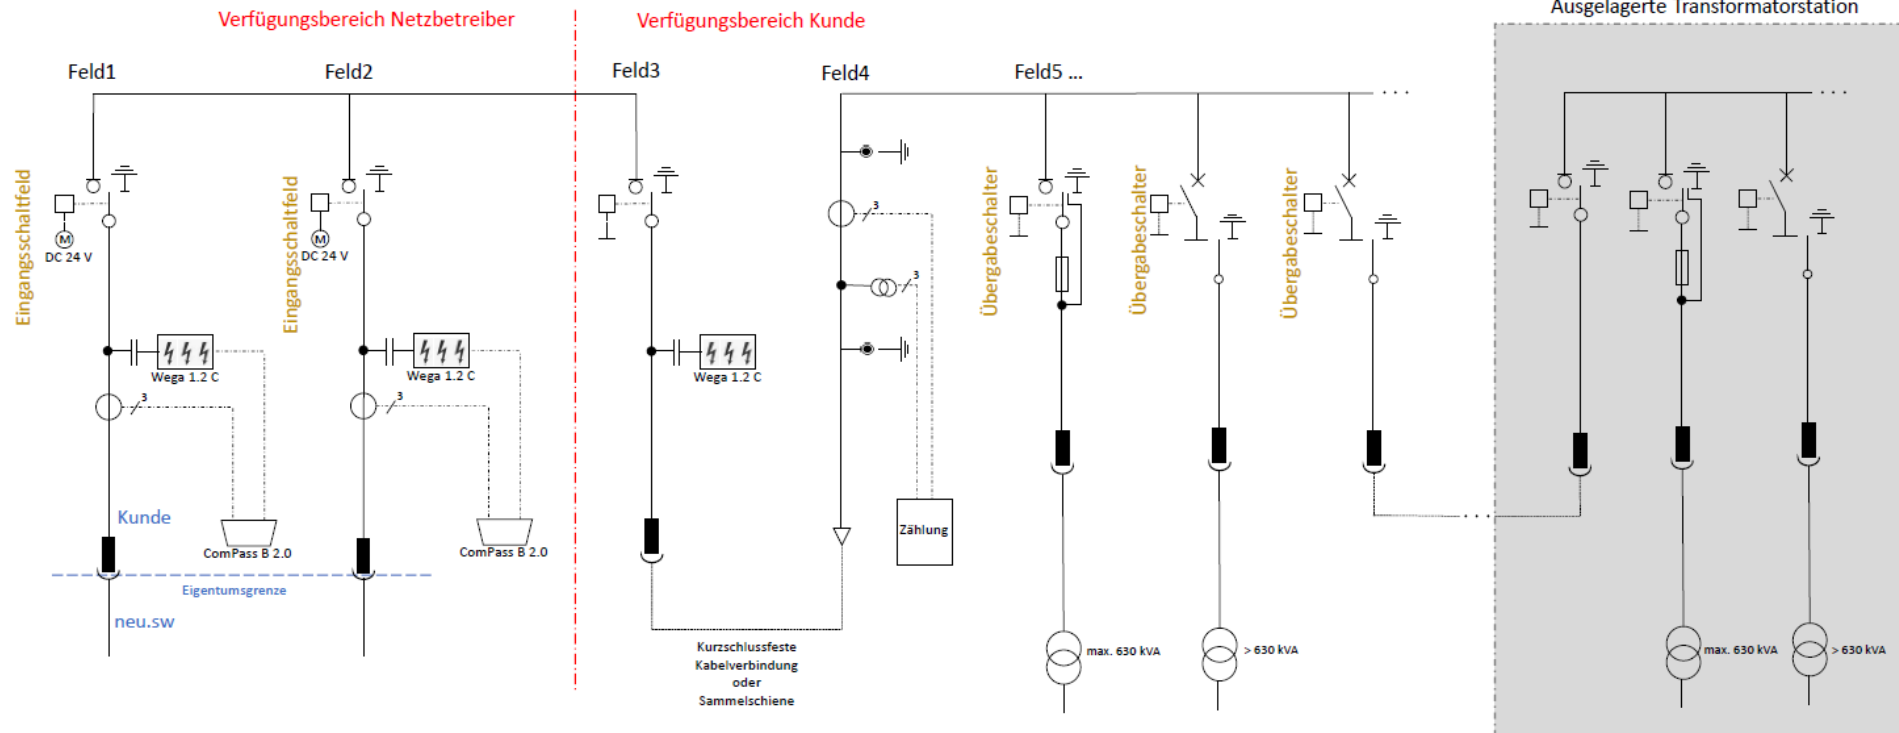 Verfügungsbereich Netzbetreiber
Verfügungsbereich Kunde
Ausgelagerte Transformatorstation
Feld1
Feld2
Feld3
Feld4
Feld5 ...
...
...
Eingangsschaltfeld
M
DC 24 V
Eingangsschaltfeld
M
DC 24 V
Übergabeschalter
Übergabeschalter
Übergabeschalter
3
3
Wega 1.2 C
Wega 1.2 C
Wega 1.2 C
3
3
Kunde
ComPass B 2.0
ComPass B 2.0
Zählung
...
Eigentumsgrenze
neu.sw
Kurzschlussfeste
Kabelverbindung
oder
Sammelschiene
max. 630 kVA
> 630 kVA
max. 630 kVA
> 630 kVA